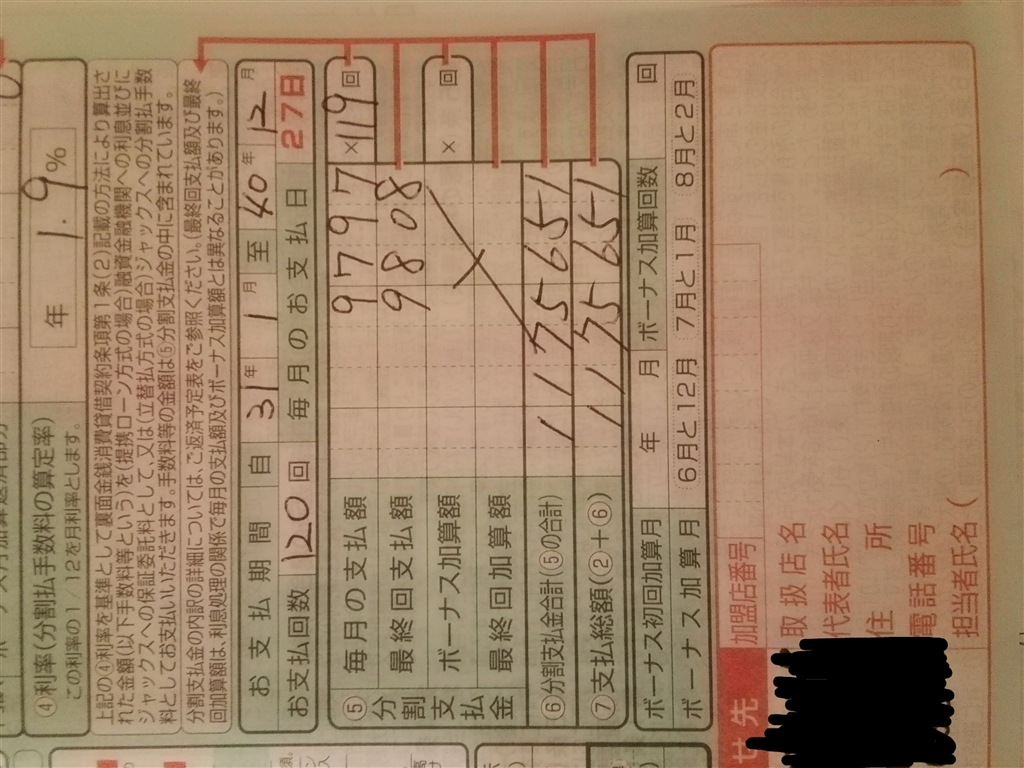 ④利率(分割払手数料の算定率)
この利率の1/12を月利率とします。
年 1.9%
上記の④利率を基準として裏面金銭消費貸借契約条項第1条(2)記載の方法により算出さ
れた金額(以下手数料等という)を(提携ローン方式の場合)融資金融機関への利息並びに
ジャックスへの保証委託料として、又は(立替払方式の場合)ジャックスへの分割払手数
料としてお支払いいただきます。手数料等の金額は⑤分割支払金の中に含まれています。
分割支払金の内訳の詳細については、ご返済予定表をご参照ください。(最終回支払額及び最終
回加算額は、利息処理の関係で毎月の支払額及びボーナス加算額とは異なることがあります。)
お支払期間 自 31年 1月 至 40年 12月
お支払回数 120回 毎月のお支払日 27日
⑤分割支払金
毎月の支払額 9797 ×119回
最終回支払額 9808
ボーナス加算額 × 回
最終回加算額
⑥分割支払金合計(⑤の合計) 1175651
⑦支払総額(②+⑥) 1175651
ボーナス初回加算月 年 月 ボーナス加算回数 回
ボーナス加算月 6月と12月 7月と1月 8月と2月
加盟店番号
取扱店名
代表者氏名
住所
電話番号
担当者氏名( )
せ先